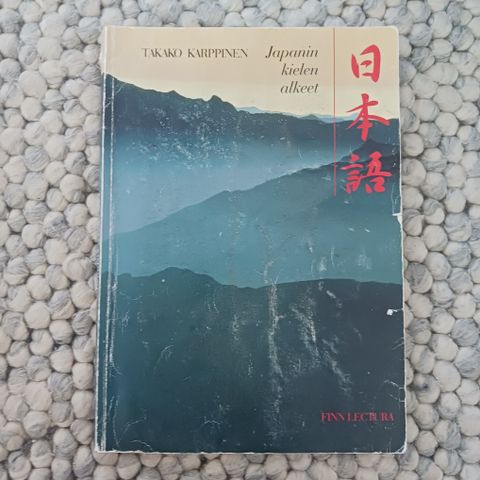 TAKAKO KARPPINEN
Japanin
kielen
alkeet
日本語
FINN LECTURA